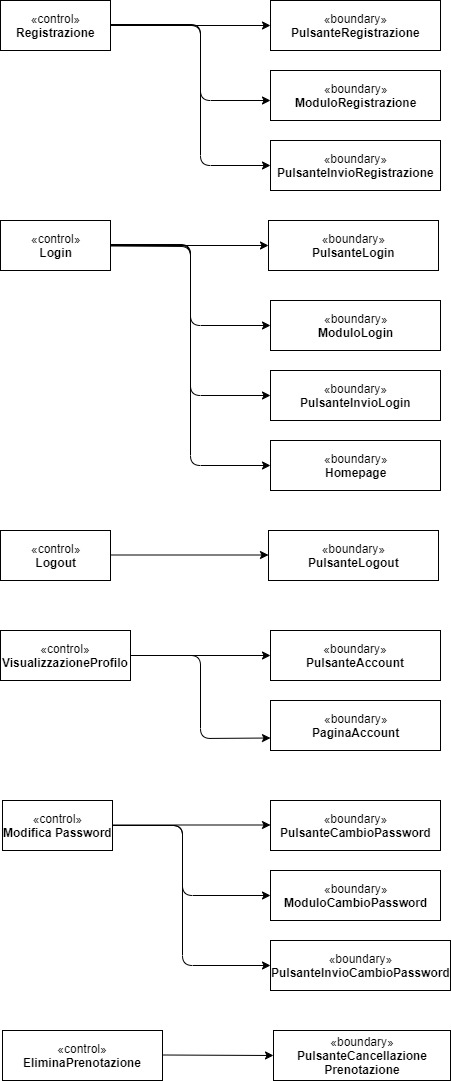 «control»
Registrazione
«boundary»
PulsanteRegistrazione
«boundary»
ModuloRegistrazione
«boundary»
PulsanteInvioRegistrazione
«control»
Login
«boundary»
PulsanteLogin
«boundary»
ModuloLogin
«boundary»
PulsanteInvioLogin
«boundary»
Homepage
«control»
Logout
«boundary»
PulsanteLogout
«control»
VisualizzazioneProfilo
«boundary»
PulsanteAccount
«boundary»
PaginaAccount
«control»
Modifica Password
«boundary»
PulsanteCambioPassword
«boundary»
ModuloCambioPassword
«boundary»
PulsanteInvioCambioPassword
«control»
EliminaPrenotazione
«boundary»
PulsanteCancellazione
Prenotazione